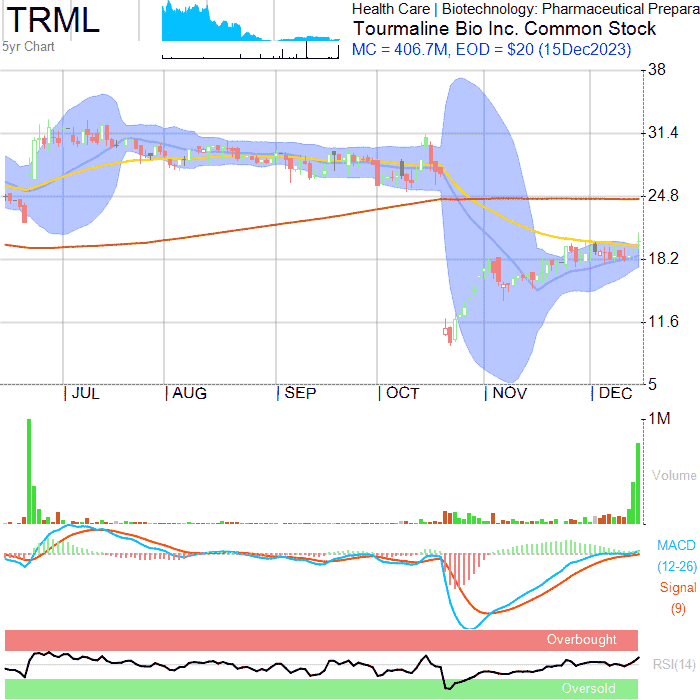 TRML
5yr Chart
Health Care | Biotechnology: Pharmaceutical Prepara
Tourmaline Bio Inc. Common Stock
MC = 406.7M, EOD = $20 (15Dec2023)
38
31.4
24.8
18.2
11.6
5
JUL
AUG
SEP
OCT
NOV
DEC
1M
Volume
MACD
(12-26)
Signal
(9)
Overbought
RSI(14)
Oversold